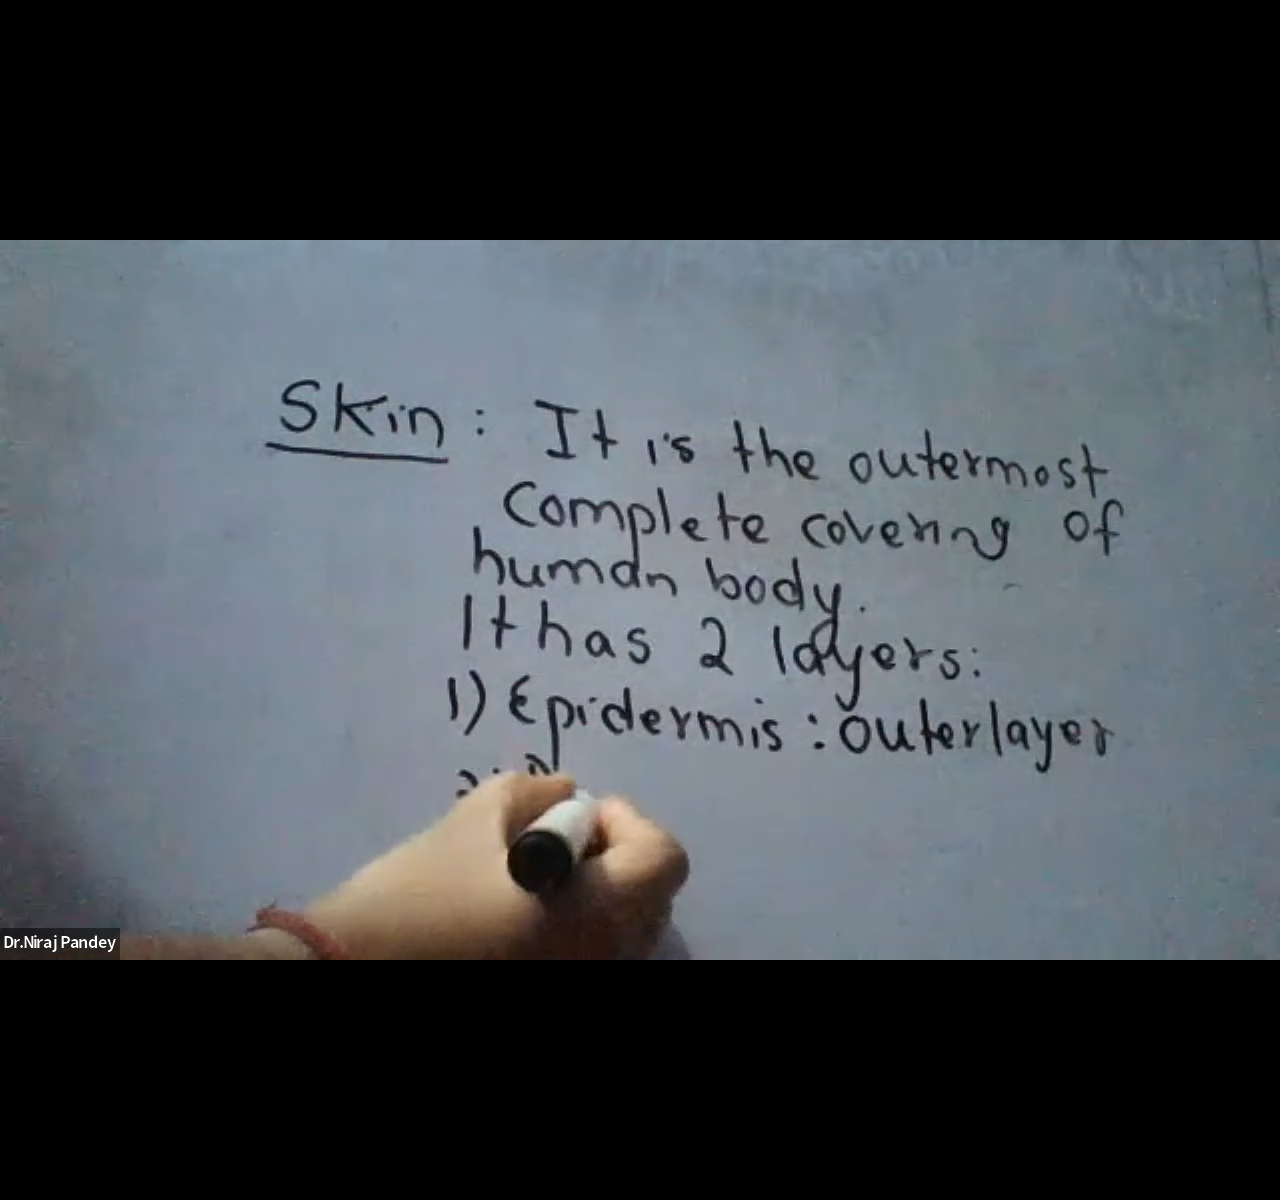 Skin : It is the outermost
Complete covering of
human body.
It has 2 layers:
1) Epidermis : outerlayer
Dr.Niraj Pandey